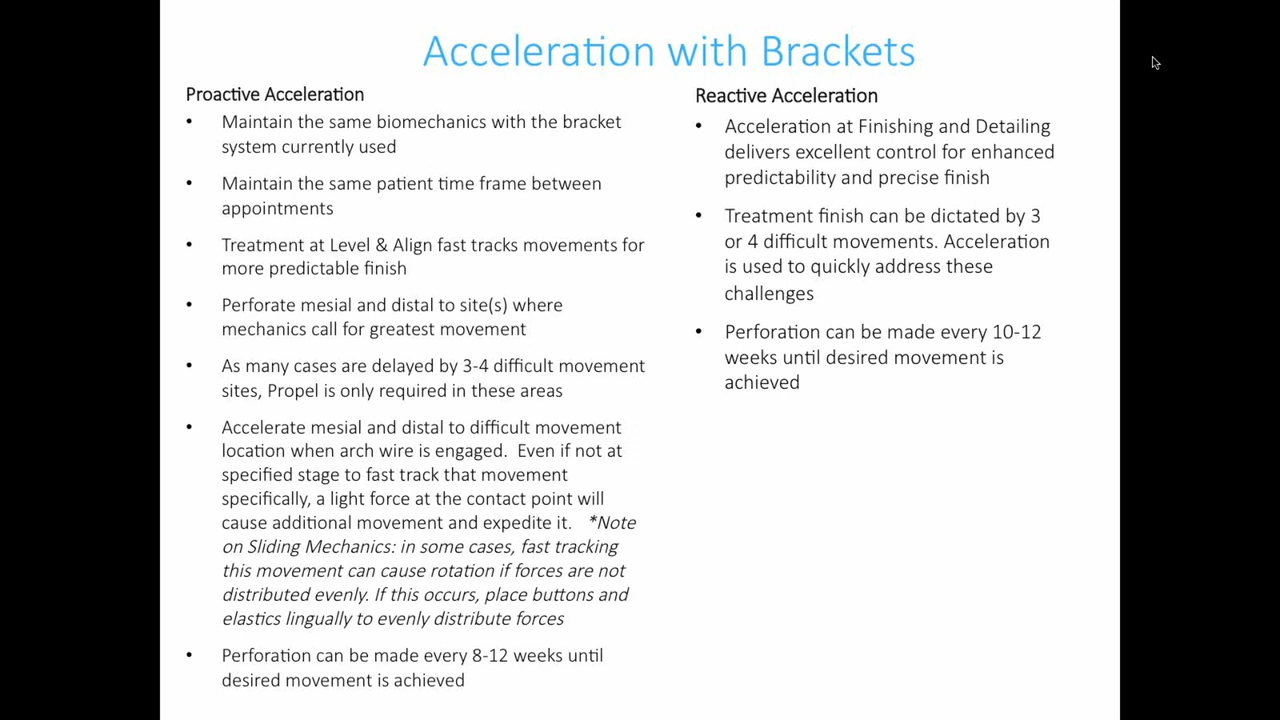 Acceleration with Brackets
Proactive Acceleration
• Maintain the same biomechanics with the bracket
system currently used
• Maintain the same patient time frame between
appointments
• Treatment at Level & Align fast tracks movements for
more predictable finish
• Perforate mesial and distal to site(s) where
mechanics call for greatest movement
• As many cases are delayed by 3-4 difficult movement
sites, Propel is only required in these areas
• Accelerate mesial and distal to difficult movement
location when arch wire is engaged.  Even if not at
specified stage to fast track that movement
specifically, a light force at the contact point will
cause additional movement and expedite it.   *Note
on Sliding Mechanics: in some cases, fast tracking
this movement can cause rotation if forces are not
distributed evenly. If this occurs, place buttons and
elastics lingually to evenly distribute forces
• Perforation can be made every 8-12 weeks until
desired movement is achieved
Reactive Acceleration
• Acceleration at Finishing and Detailing
delivers excellent control for enhanced
predictability and precise finish
• Treatment finish can be dictated by 3
or 4 difficult movements. Acceleration
is used to quickly address these
challenges
• Perforation can be made every 10-12
weeks until desired movement is
achieved